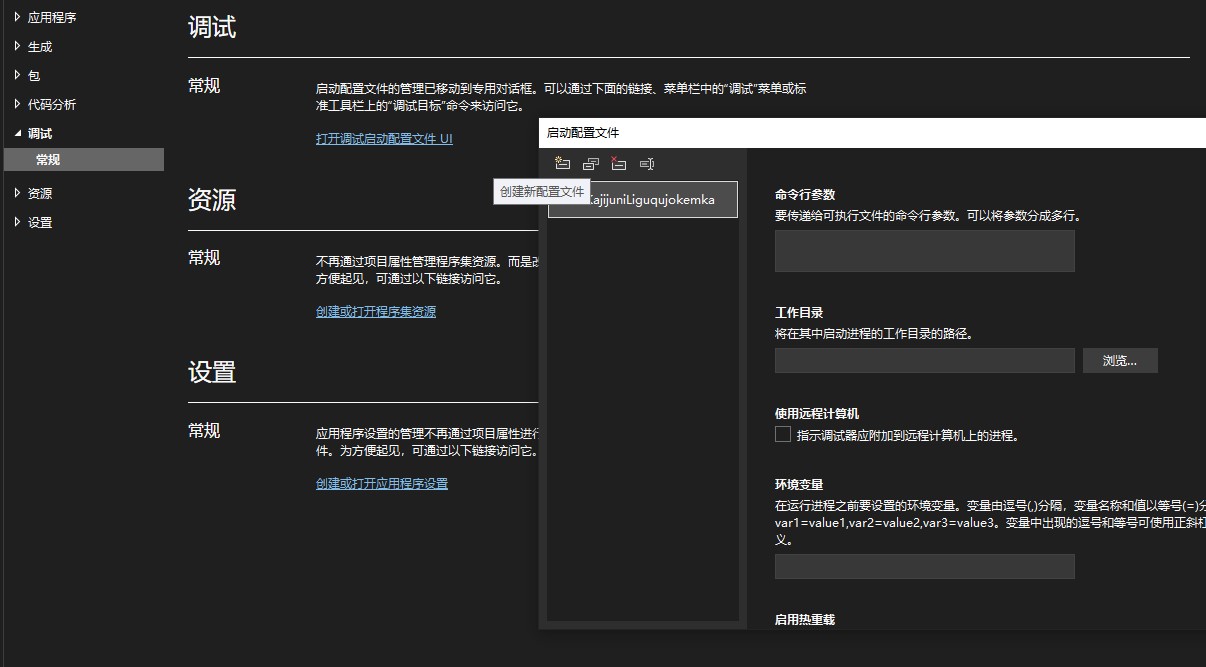 应用程序
生成
包
代码分析
调试
常规
资源
设置
调试
常规
启动配置文件的管理已移动到专用对话框。可以通过下面的链接、菜单栏中的“调试”菜单或标
准工具栏上的“调试目标”命令来访问它。
打开调试启动配置文件 UI
资源
常规
不再通过项目属性管理程序集资源。而是
方便起见，可通过以下链接访问它。
创建或打开程序集资源
设置
常规
应用程序设置的管理不再通过项目属性进行
件。为方便起见，可通过以下链接访问它。
创建或打开应用程序设置
启动配置文件
创建新配置文件
ajijuniLiguqujokemka
命令行参数
要传递给可执行文件的命令行参数。可以将参数分成多行。
工作目录
将在其中启动进程的工作目录的路径。
浏览...
使用远程计算机
指示调试器应附加到远程计算机上的进程。
环境变量
在运行进程之前要设置的环境变量。变量由逗号(,)分隔，变量名称和值以等号(=)分
var1=value1,var2=value2,var3=value3。变量中出现的逗号和等号可使用正斜杠
义。
启用热重载